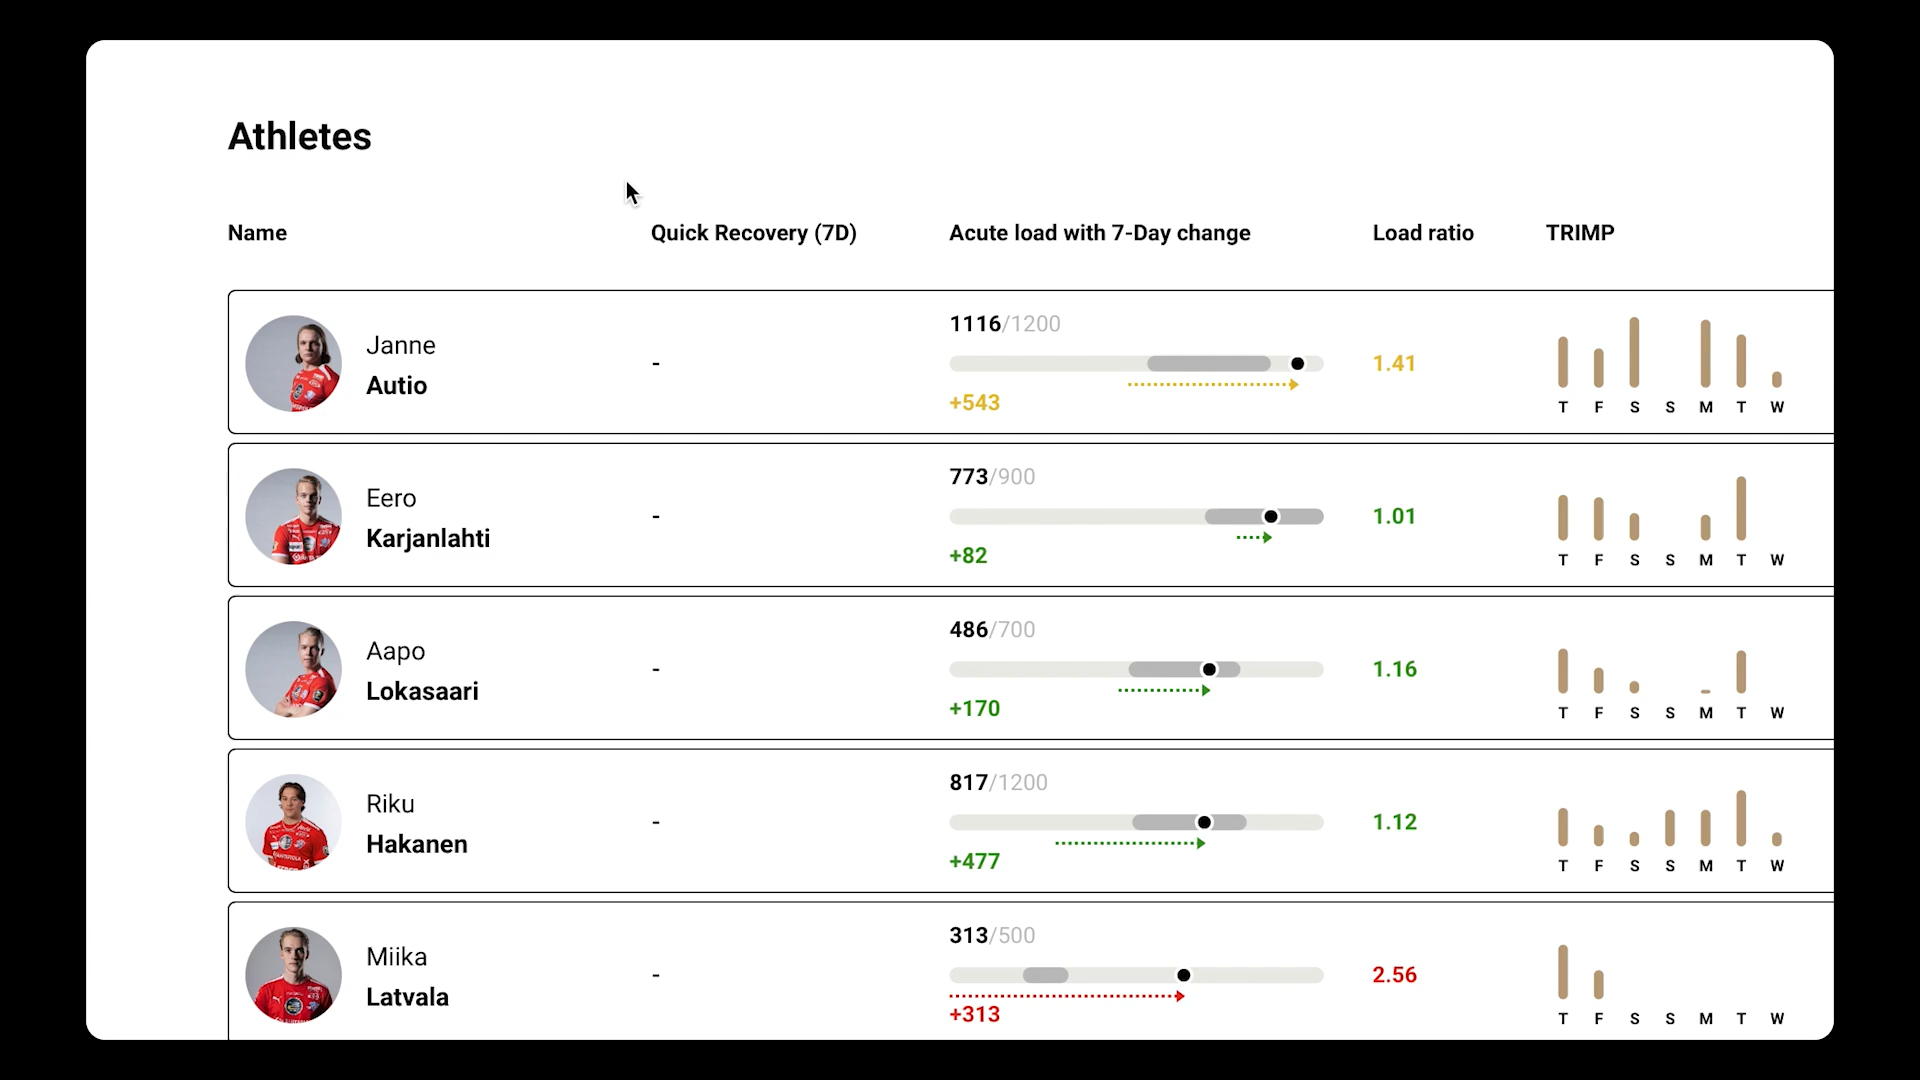 Athletes
Name Quick Recovery (7D) Acute load with 7-Day change Load ratio TRIMP
Janne
Autio
-
1116/1200
+543
1.41
T F S S M T W
Eero
Karjanlahti
-
773/900
+82
1.01
T F S S M T W
Aapo
Lokasaari
-
486/700
+170
1.16
T F S S M T W
Riku
Hakanen
-
817/1200
+477
1.12
T F S S M T W
Miika
Latvala
-
313/500
+313
2.56
T F S S M T W